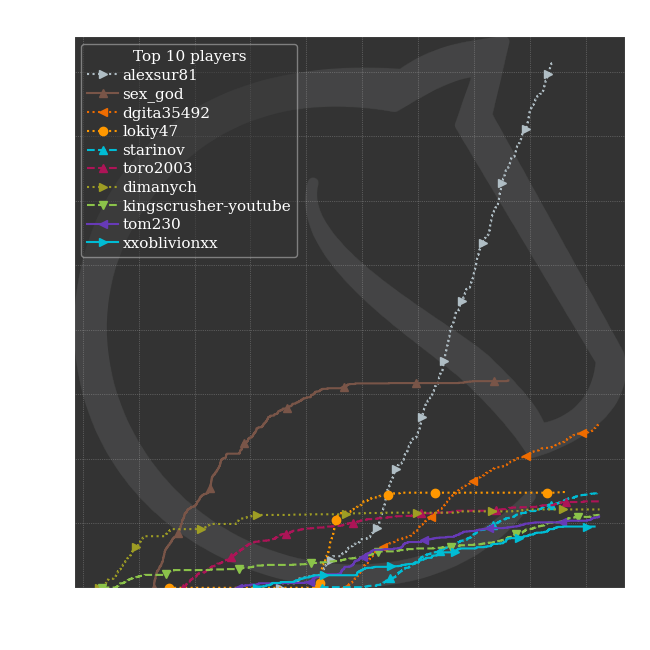 Top 10 players
alexsur81
sex_god
dgita35492
lokiy47
starinov
toro2003
dimanych
kingscrusher-youtube
tom230
xxoblivionxx